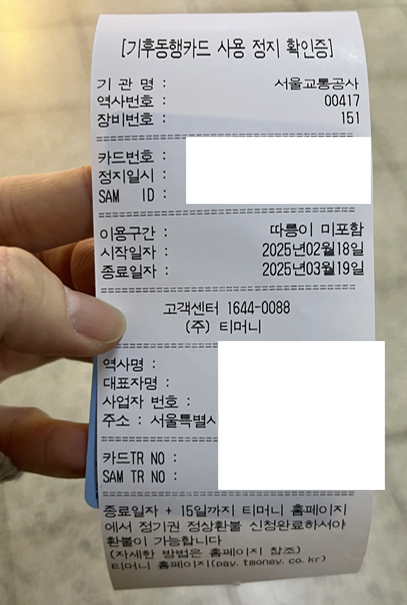 [기후동행카드 사용 정지 확인증]
기 관 명 : 서울교통공사
역사번호 : 00417
장비번호 : 151
카드번호 :
정지일시 :
SAM ID :
이용구간 : 따릉이 미포함
시작일자 : 2025년02월18일
종료일자 : 2025년03월19일
고객센터 1644-0088
(주) 티머니
역사명 :
대표자명 :
사업자 번호 :
주소 : 서울특별시
카드TR NO :
SAM TR NO :
종료일자 + 15일까지 티머니 홈페이지
에서 정기권 정상환불 신청완료하셔야
환불이 가능합니다
(자세한 방법은 홈페이지 참조)
티머니 홈페이지(pay.tmoney.co.kr)